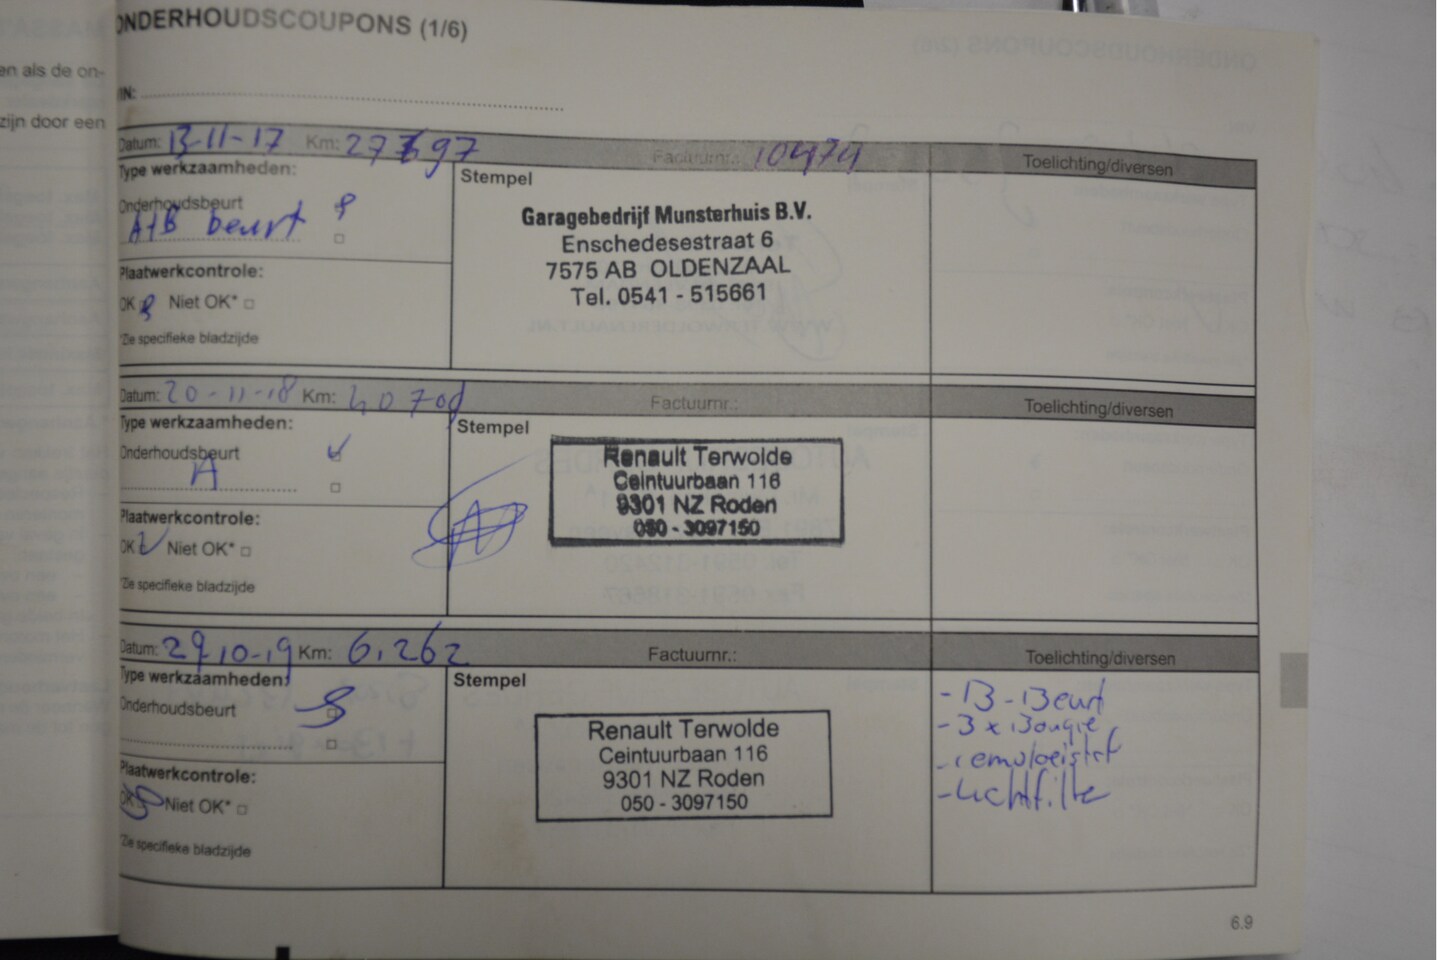 en als de on-
zijn door een
ONDERHOUDSCOUPONS (1/6)
IN:
Datum: 13-11-17 Km: 27697 Factuurnr.: 10474 Toelichting/diversen
Type werkzaamheden: Stempel
Onderhoudsbeurt
A+B beurt
Plaatwerkcontrole:
OK Niet OK*
*Zie specifieke bladzijde
Garagebedrijf Munsterhuis B.V.
Enschedesestraat 6
7575 AB OLDENZAAL
Tel. 0541 - 515661
Datum: 20-11-18 Km: 40709 Factuurnr.: Toelichting/diversen
Type werkzaamheden: Stempel
Onderhoudsbeurt
A
Plaatwerkcontrole:
OK Niet OK*
*Zie specifieke bladzijde
Renault Terwolde
Ceintuurbaan 116
9301 NZ Roden
050 - 3097150
Datum: 29-10-19 Km: 61262 Factuurnr.: Toelichting/diversen
Type werkzaamheden: Stempel
Onderhoudsbeurt
Plaatwerkcontrole:
OK Niet OK*
*Zie specifieke bladzijde
Renault Terwolde
Ceintuurbaan 116
9301 NZ Roden
050 - 3097150
- B-Beurt
- 3 x Bougie
- remvloeistof
- Luchtfilter
6.9